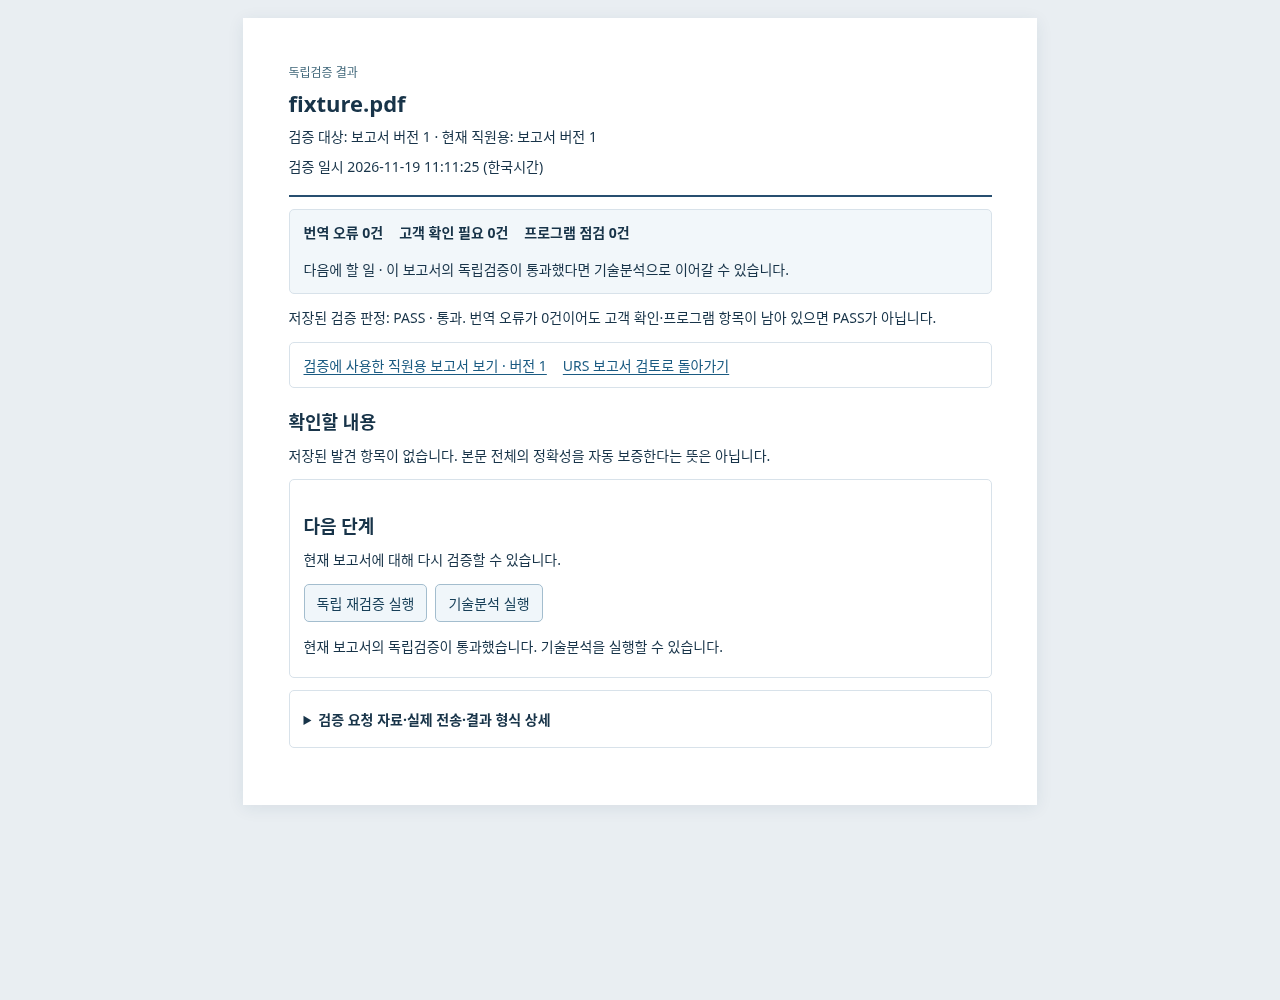 독립검증 결과
fixture.pdf
검증 대상: 보고서 버전 1 · 현재 직원용: 보고서 버전 1
검증 일시 2026-11-19 11:11:25 (한국시간)
번역 오류 0건 고객 확인 필요 0건 프로그램 점검 0건
다음에 할 일 · 이 보고서의 독립검증이 통과했다면 기술분석으로 이어갈 수 있습니다.
저장된 검증 판정: PASS · 통과. 번역 오류가 0건이어도 고객 확인·프로그램 항목이 남아 있으면 PASS가 아닙니다.
검증에 사용한 직원용 보고서 보기 · 버전 1 URS 보고서 검토로 돌아가기
확인할 내용
저장된 발견 항목이 없습니다. 본문 전체의 정확성을 자동 보증한다는 뜻은 아닙니다.
다음 단계
현재 보고서에 대해 다시 검증할 수 있습니다.
독립 재검증 실행 기술분석 실행
현재 보고서의 독립검증이 통과했습니다. 기술분석을 실행할 수 있습니다.
▶ 검증 요청 자료·실제 전송·결과 형식 상세